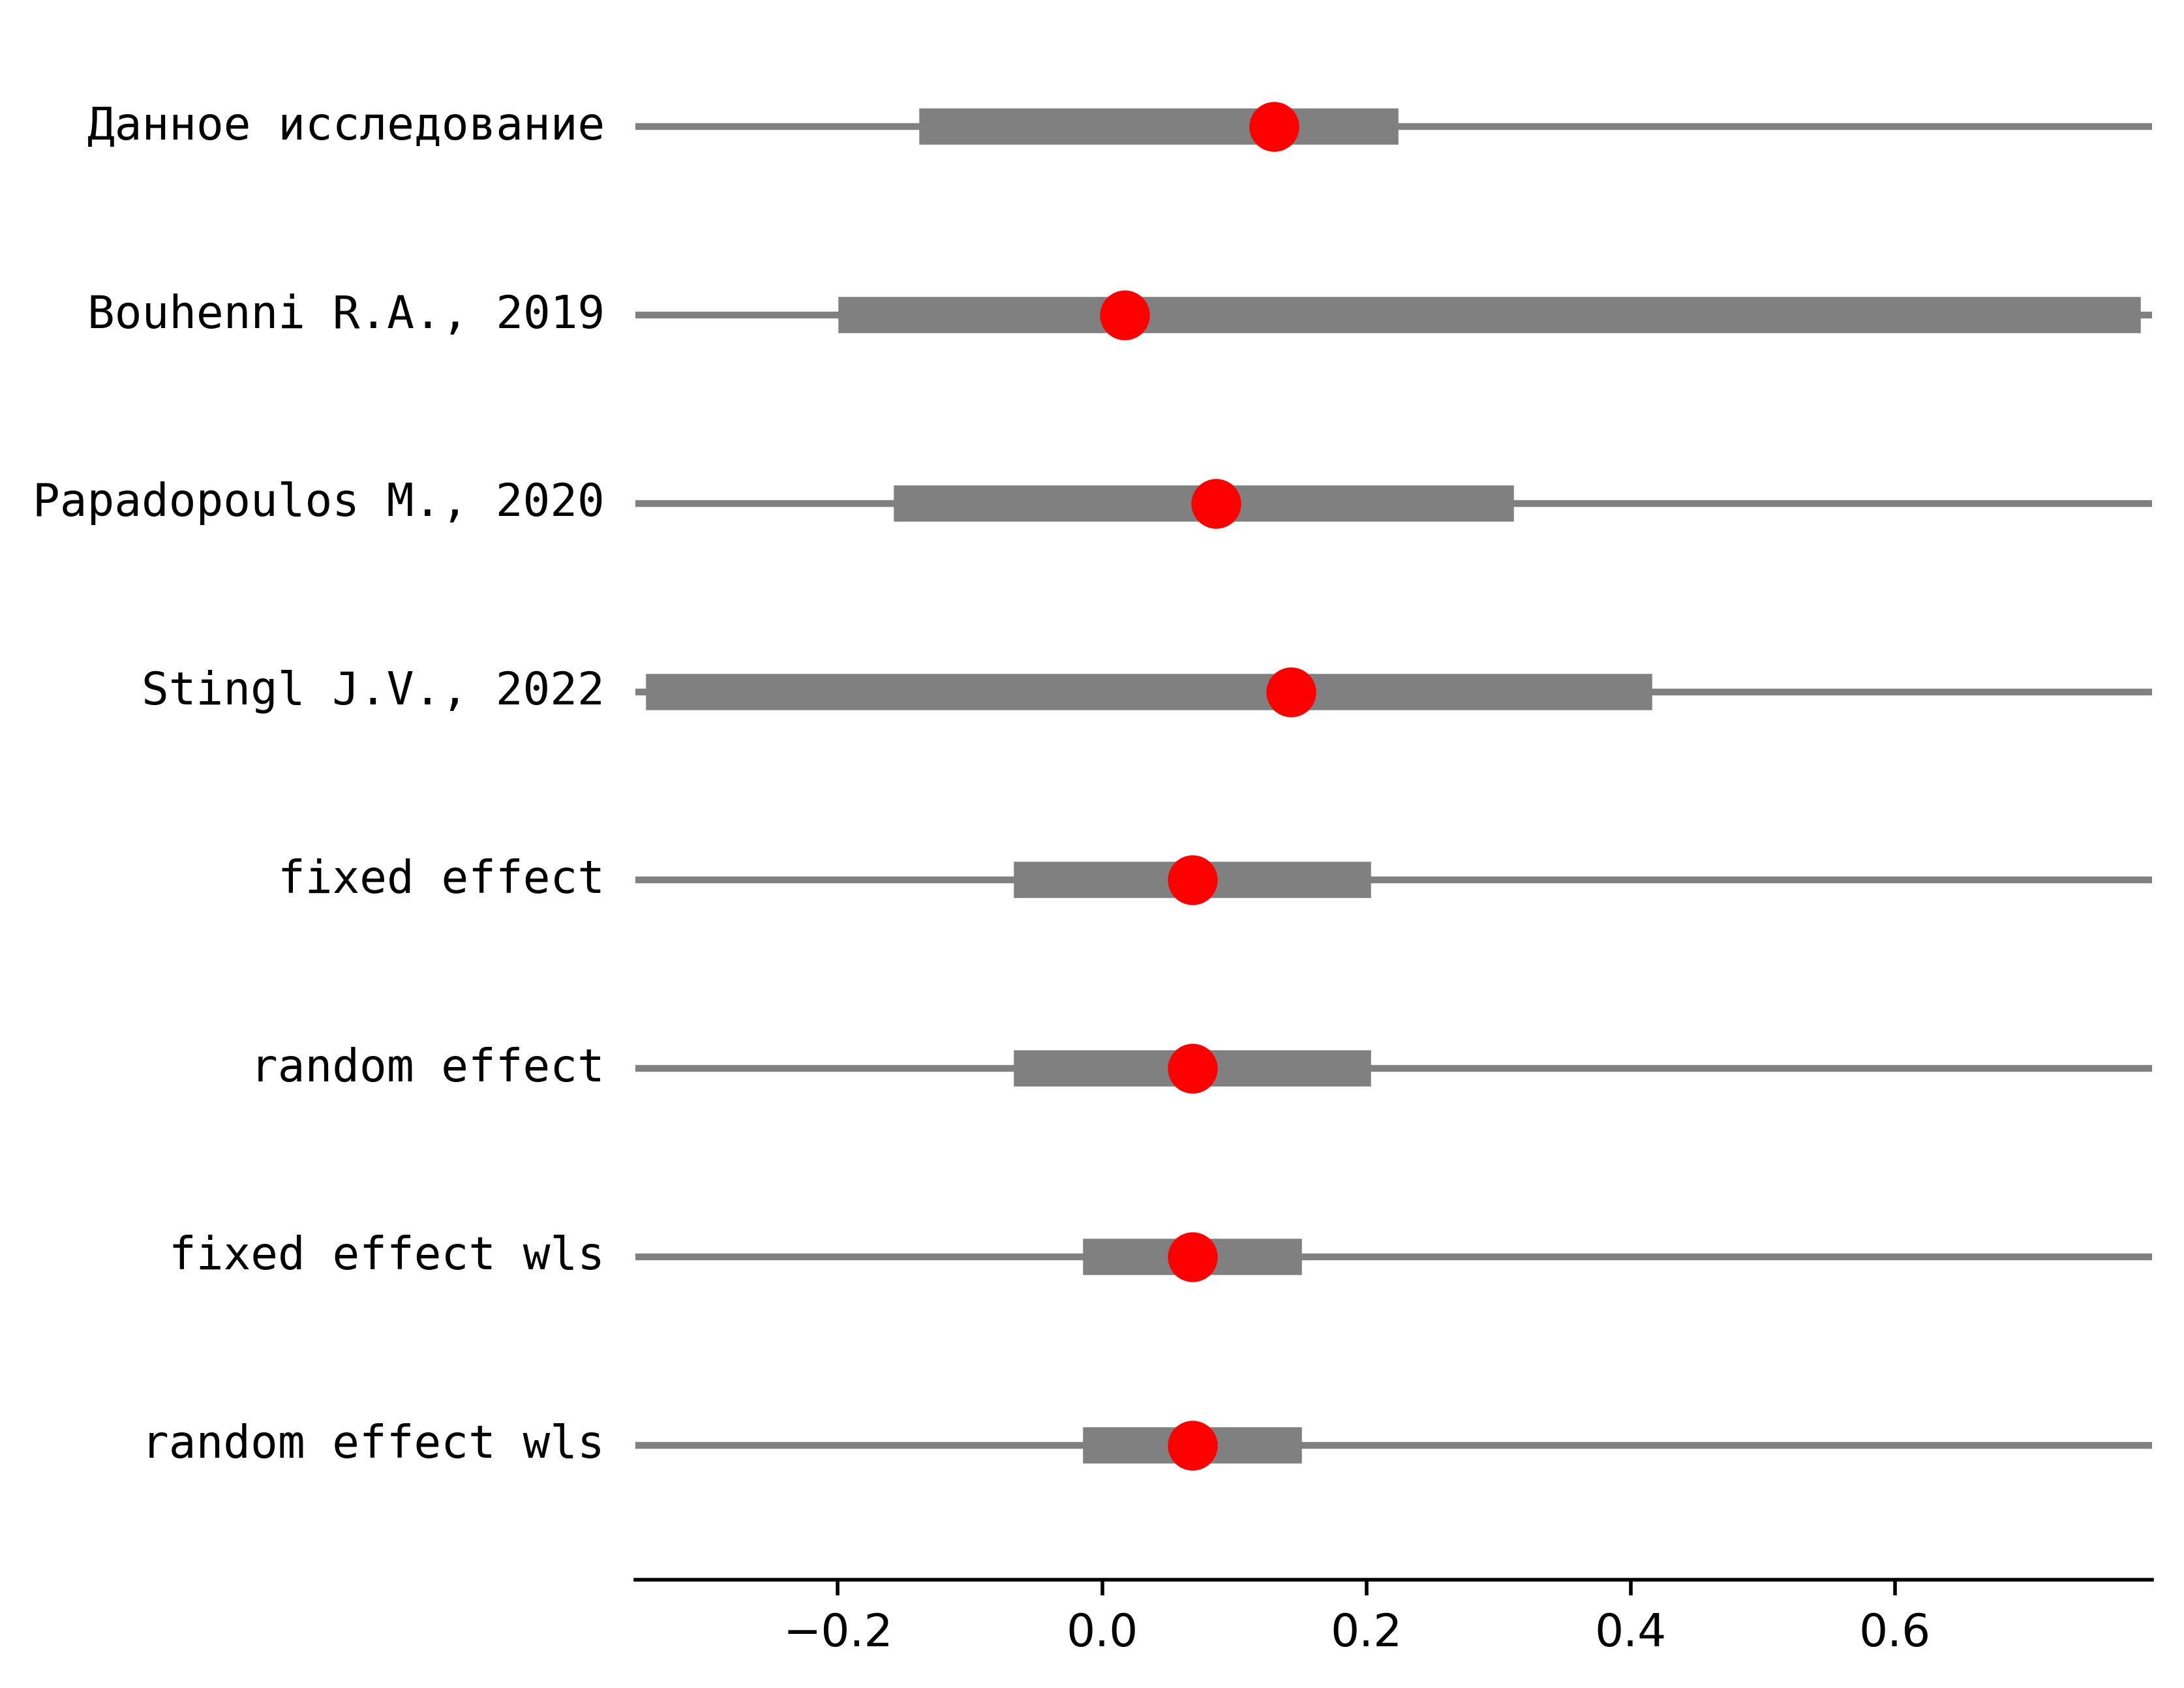 Данное исследование
Bouhenni R.A., 2019
Papadopoulos M., 2020
Stingl J.V., 2022
fixed effect
random effect
fixed effect wls
random effect wls
−0.2 0.0 0.2 0.4 0.6